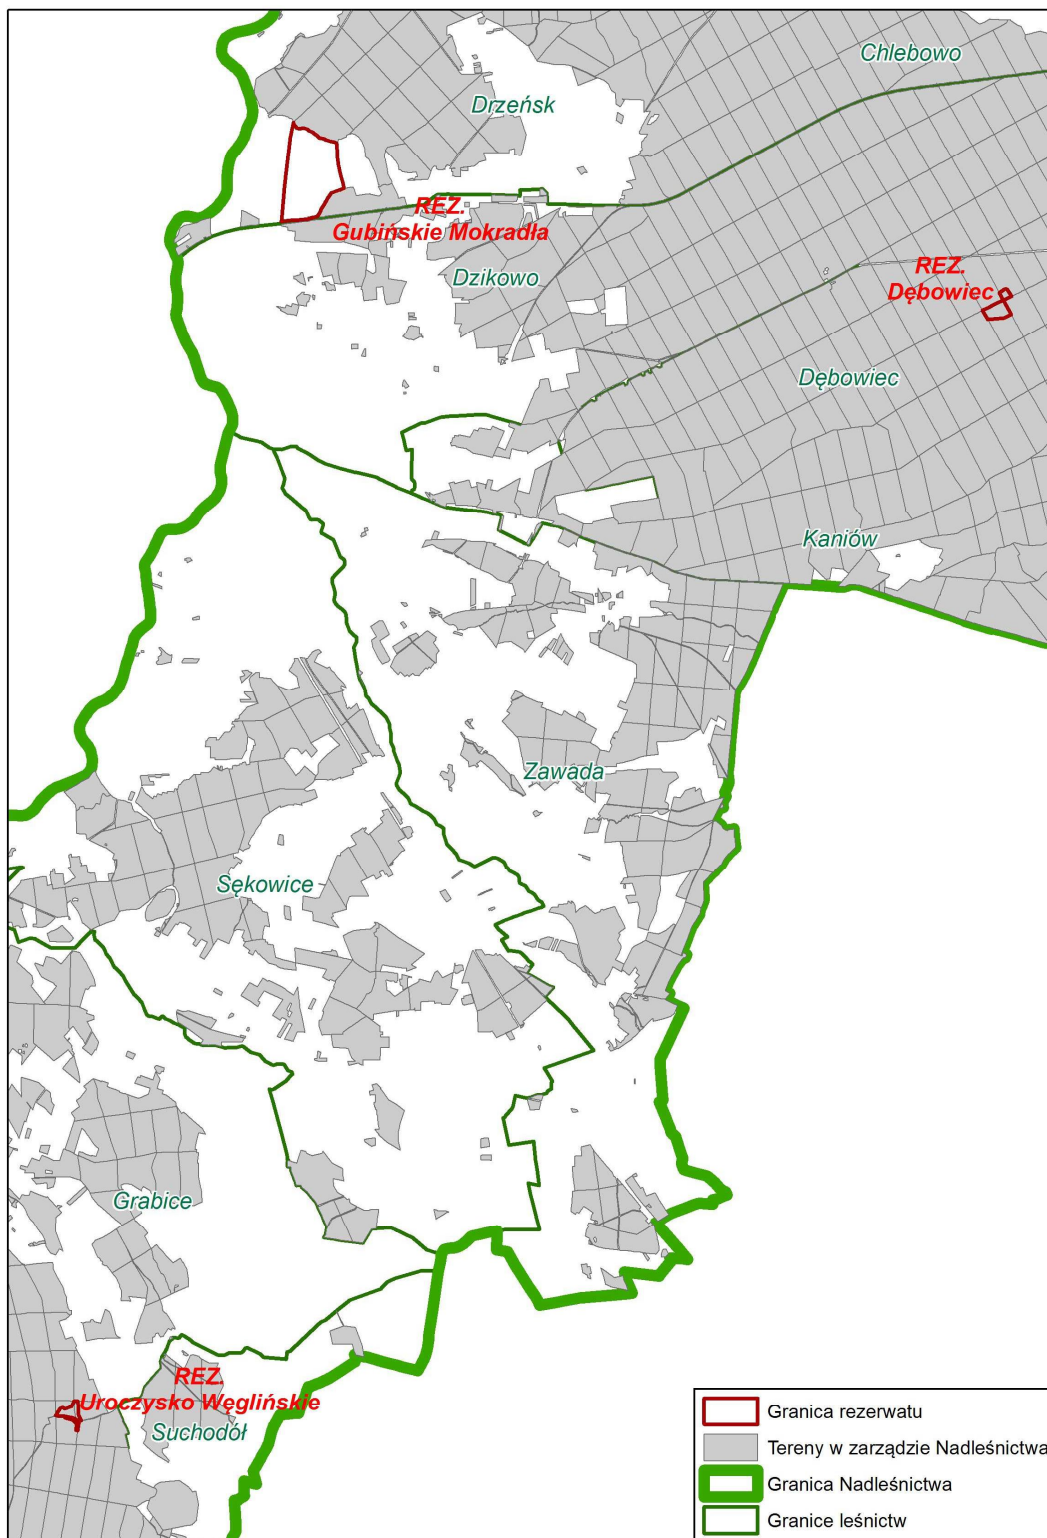 Chlebowo
Drzeńsk
REZ.
Gubińskie Mokradła
Dzikowo
REZ.
Dębowiec
Dębowiec
Kaniów
Zawada
Sękowice
Grabice
REZ.
Uroczysko Węglińskie
Suchodół
Granica rezerwatu
Tereny w zarządzie Nadleśnictwa
Granica Nadleśnictwa
Granice leśnictw